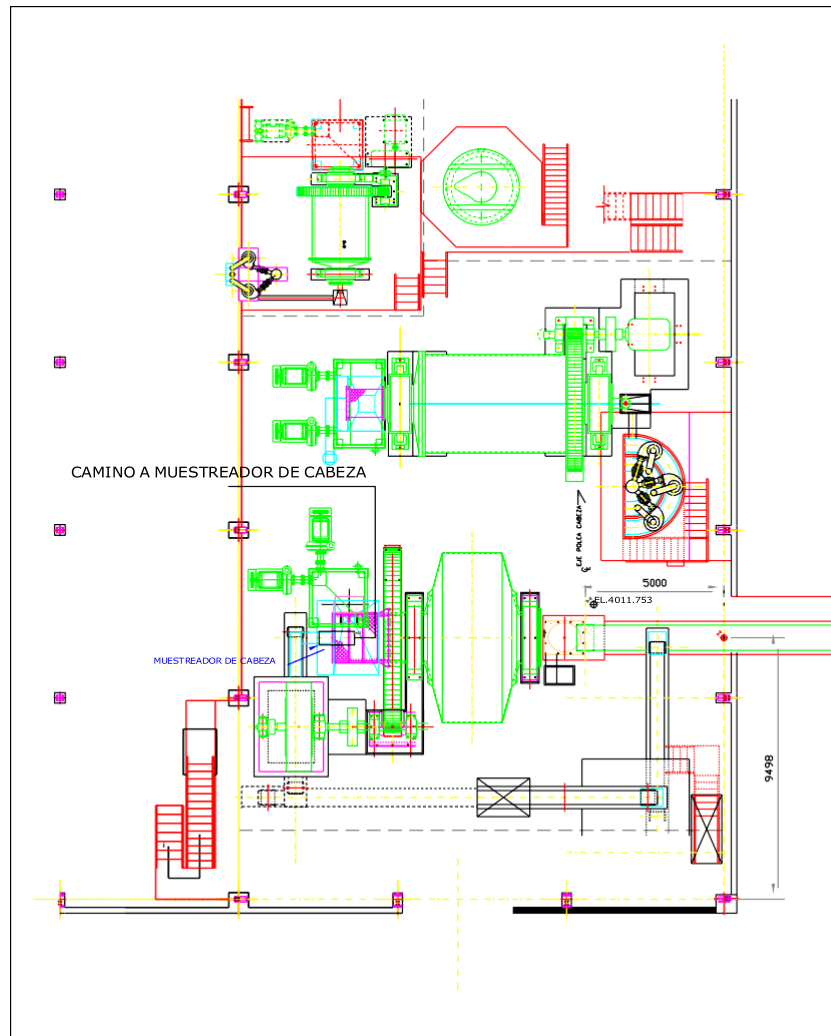 CAMINO A MUESTREADOR DE CABEZA
EJE POLEA CABEZA
5000
EL.4011.753
MUESTREADOR DE CABEZA
9498